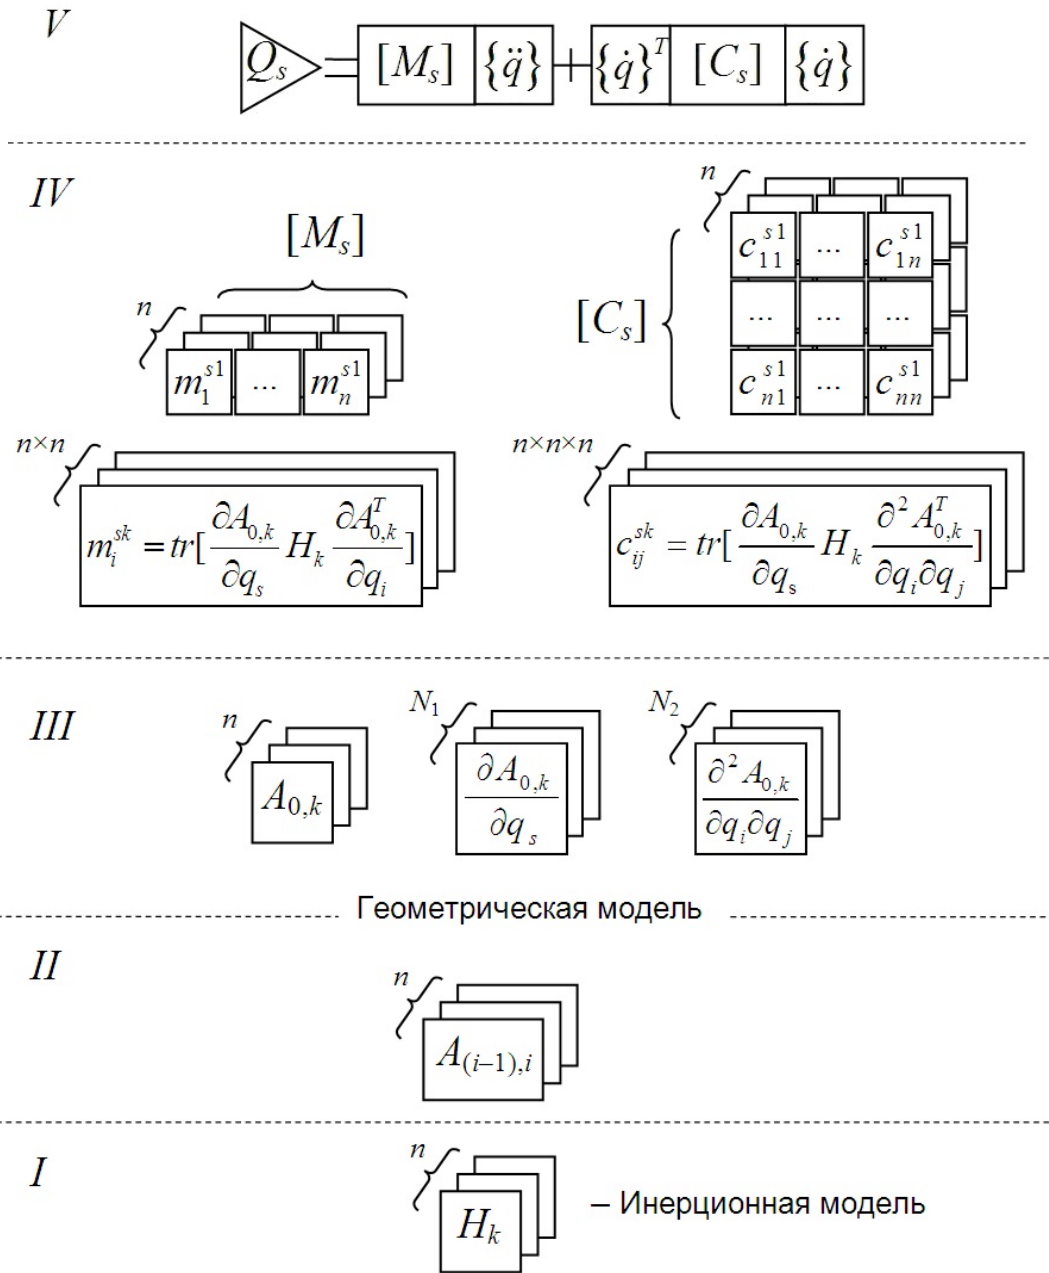 V
Q_s = [M_s] {q̈} + {q̇}^T [C_s] {q̇}
IV
[M_s]
n
m_1^{s1} ... m_n^{s1}
n
[C_s]
c_{11}^{s1} ... c_{1n}^{s1}
... ... ...
c_{n1}^{s1} ... c_{nn}^{s1}
n×n
m_i^{sk} = tr[ ∂A_{0,k}/∂q_s H_k ∂A_{0,k}^T/∂q_i ]
n×n×n
c_{ij}^{sk} = tr[ ∂A_{0,k}/∂q_s H_k ∂²A_{0,k}^T/∂q_i∂q_j ]
III
n
A_{0,k}
N_1
∂A_{0,k}/∂q_s
N_2
∂²A_{0,k}/∂q_i∂q_j
Геометрическая модель
II
n
A_{(i–1),i}
I
n
H_k
– Инерционная модель